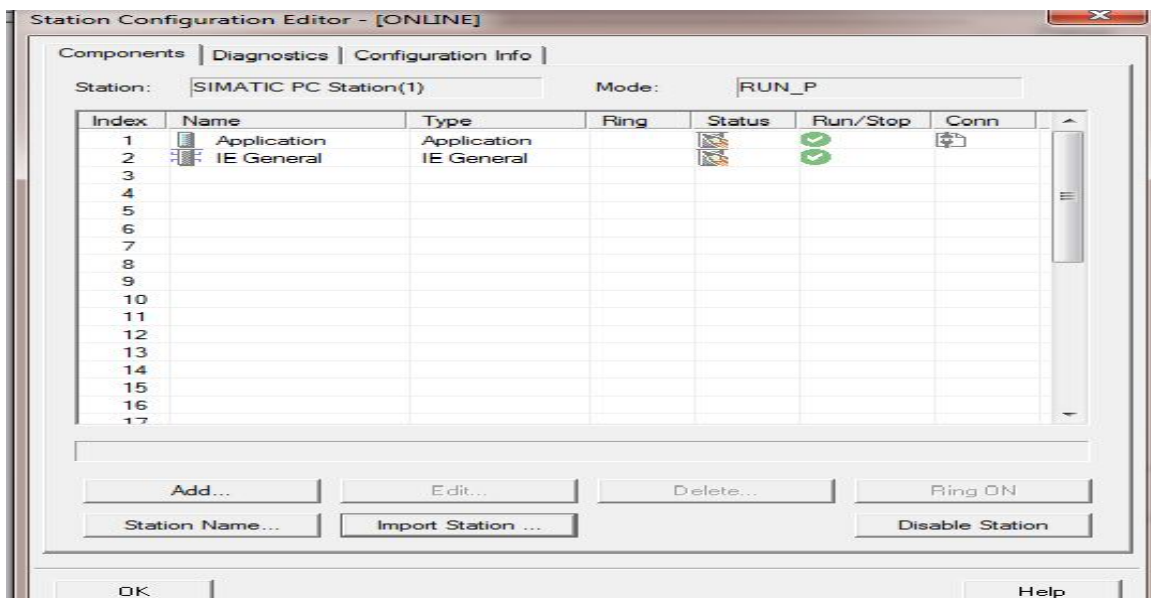 Station Configuration Editor - [ONLINE]
Components Diagnostics Configuration Info
Station: SIMATIC PC Station(1) Mode: RUN_P
Index Name Type Ring Status Run/Stop Conn
1 Application Application
2 IE General IE General
3
4
5
6
7
8
9
10
11
12
13
14
15
16
17
Add... Edit... Delete... Ring ON
Station Name... Import Station ... Disable Station
OK Help